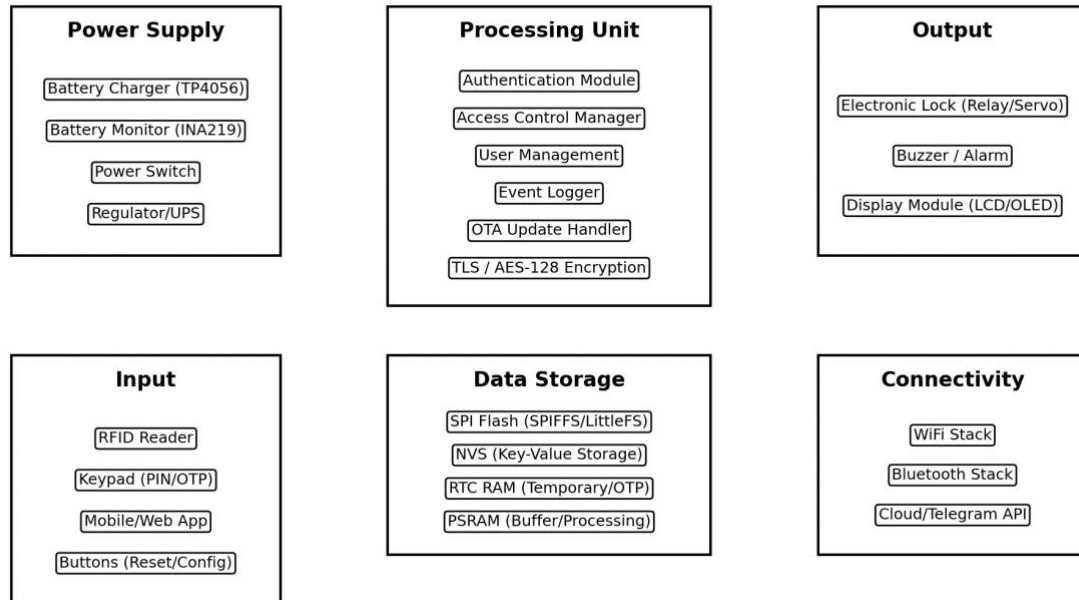 Power Supply
Battery Charger (TP4056)
Battery Monitor (INA219)
Power Switch
Regulator/UPS
Processing Unit
Authentication Module
Access Control Manager
User Management
Event Logger
OTA Update Handler
TLS / AES-128 Encryption
Output
Electronic Lock (Relay/Servo)
Buzzer / Alarm
Display Module (LCD/OLED)
Input
RFID Reader
Keypad (PIN/OTP)
Mobile/Web App
Buttons (Reset/Config)
Data Storage
SPI Flash (SPIFFS/LittleFS)
NVS (Key-Value Storage)
RTC RAM (Temporary/OTP)
PSRAM (Buffer/Processing)
Connectivity
WiFi Stack
Bluetooth Stack
Cloud/Telegram API